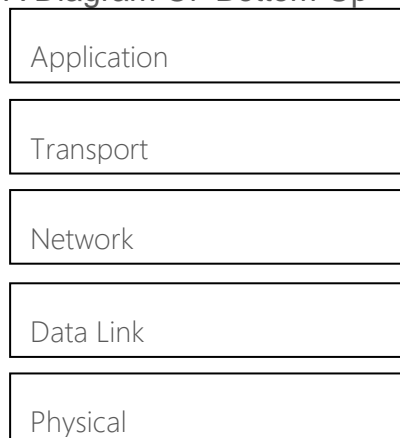 Diagram Of Bottom-Up
Application
Transport
Network
Data Link
Physical